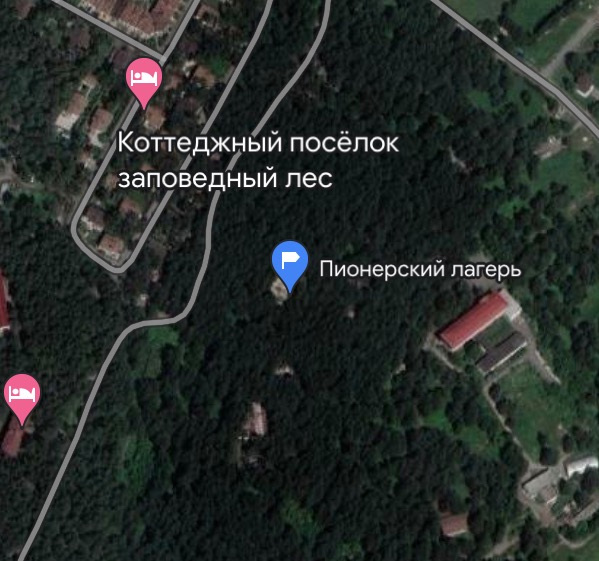 Коттеджный посёлок
заповедный лес
Пионерский лагерь